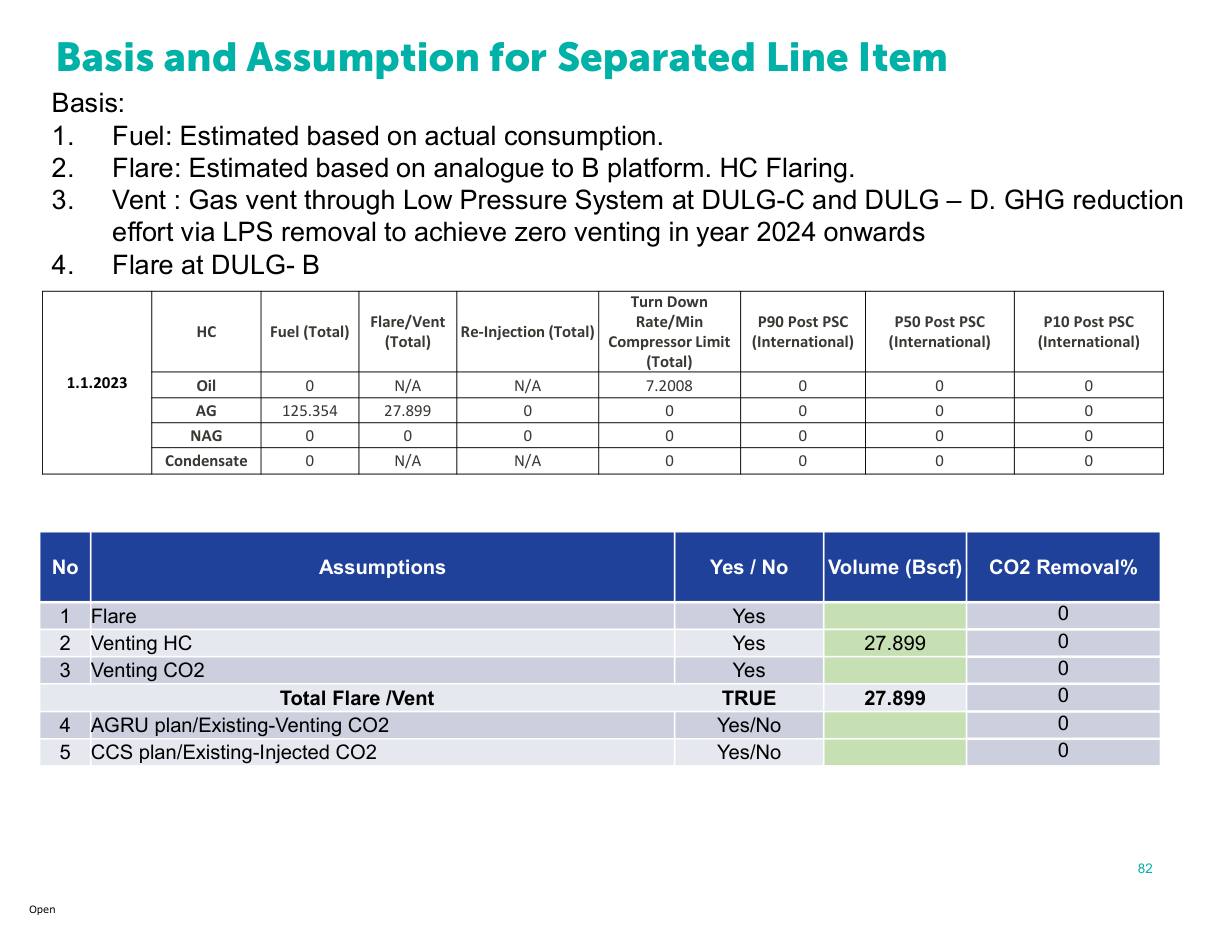 Basis and Assumption for Separated Line Item
Basis:
1. Fuel: Estimated based on actual consumption.
2. Flare: Estimated based on analogue to B platform. HC Flaring.
3. Vent : Gas vent through Low Pressure System at DULG-C and DULG – D. GHG reduction
effort via LPS removal to achieve zero venting in year 2024 onwards
4. Flare at DULG- B
1.1.2023
HC Fuel (Total) Flare/Vent (Total) Re-Injection (Total) Turn Down Rate/Min Compressor Limit (Total) P90 Post PSC (International) P50 Post PSC (International) P10 Post PSC (International)
Oil 0 N/A N/A 7.2008 0 0 0
AG 125.354 27.899 0 0 0 0 0
NAG 0 0 0 0 0 0 0
Condensate 0 N/A N/A 0 0 0 0
No Assumptions Yes / No Volume (Bscf) CO2 Removal%
1 Flare Yes 0
2 Venting HC Yes 27.899 0
3 Venting CO2 Yes 0
Total Flare /Vent TRUE 27.899 0
4 AGRU plan/Existing-Venting CO2 Yes/No 0
5 CCS plan/Existing-Injected CO2 Yes/No 0
82
Open